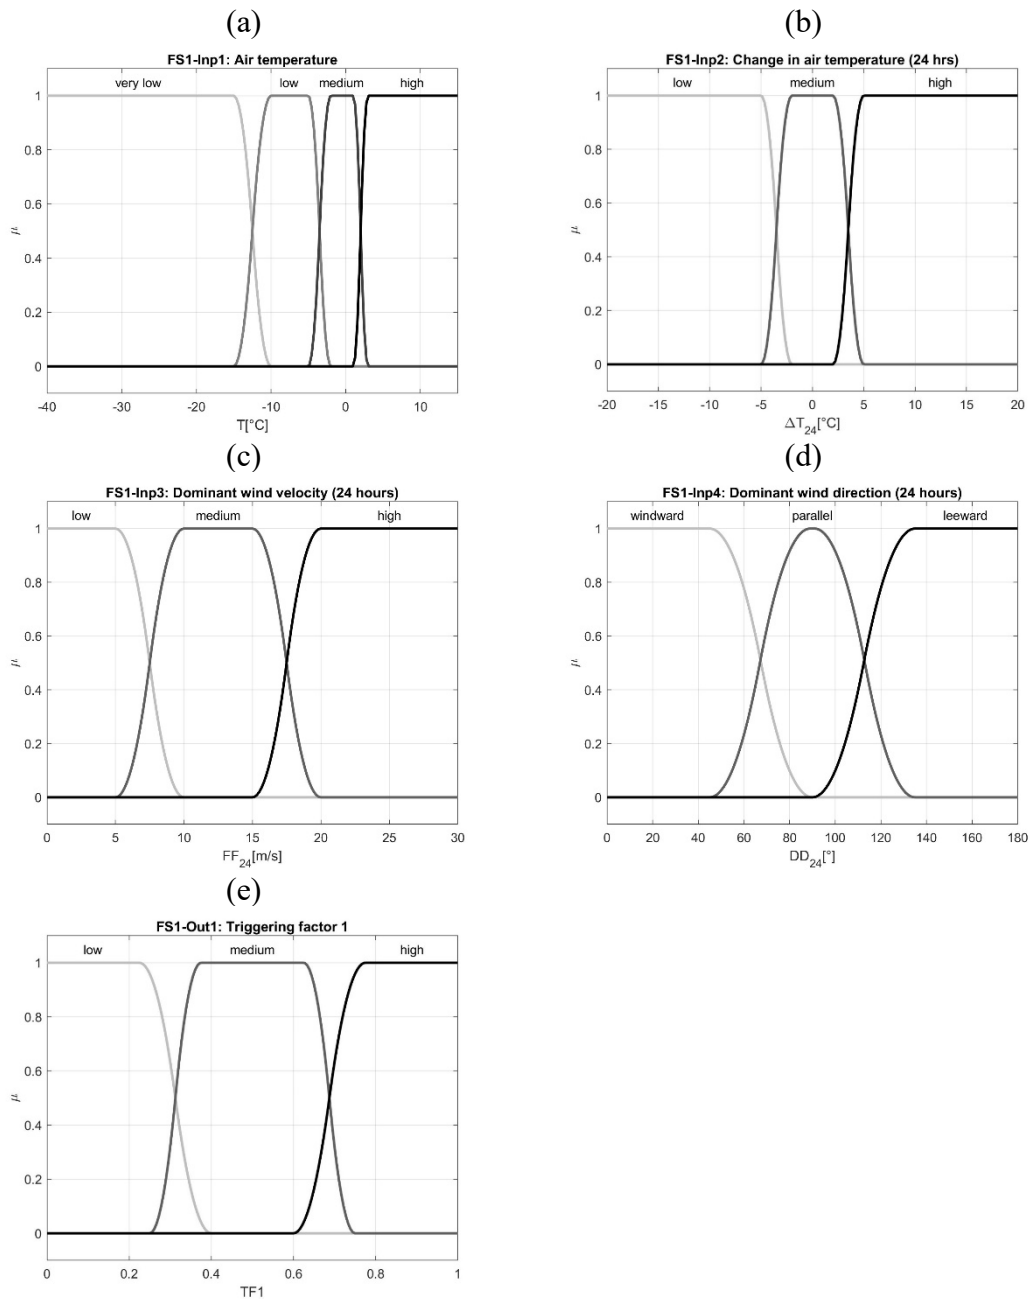 (a)
FS1-Inp1: Air temperature
very low low medium high
1
0.8
0.6
μ
0.4
0.2
0
-40 -30 -20 -10 0 10
T[°C]
(b)
FS1-Inp2: Change in air temperature (24 hrs)
low medium high
1
0.8
0.6
μ
0.4
0.2
0
-20 -15 -10 -5 0 5 10 15 20
ΔT24[°C]
(c)
FS1-Inp3: Dominant wind velocity (24 hours)
low medium high
1
0.8
0.6
μ
0.4
0.2
0
0 5 10 15 20 25 30
FF24[m/s]
(d)
FS1-Inp4: Dominant wind direction (24 hours)
windward parallel leeward
1
0.8
0.6
μ
0.4
0.2
0
0 20 40 60 80 100 120 140 160 180
DD24[°]
(e)
FS1-Out1: Triggering factor 1
low medium high
1
0.8
0.6
μ
0.4
0.2
0
0 0.2 0.4 0.6 0.8 1
TF1